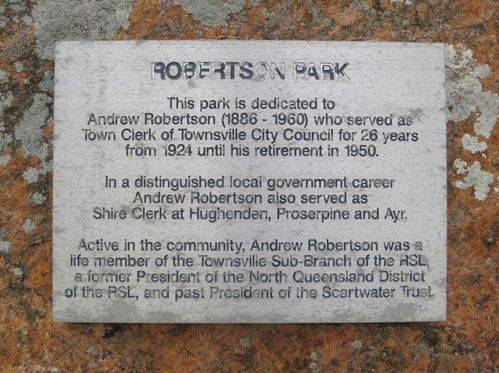 ROBERTSON PARK
This park is dedicated to
Andrew Robertson (1886 - 1960) who served as
Town Clerk of Townsville City Council for 26 years
from 1924 until his retirement in 1950.
In a distinguished local government career
Andrew Robertson also served as
Shire Clerk at Hughenden, Proserpine and Ayr.
Active in the community, Andrew Robertson was a
life member of the Townsville Sub-Branch of the RSL,
a former President of the North Queensland District
of the RSL, and past President of the Scartwater Trust.